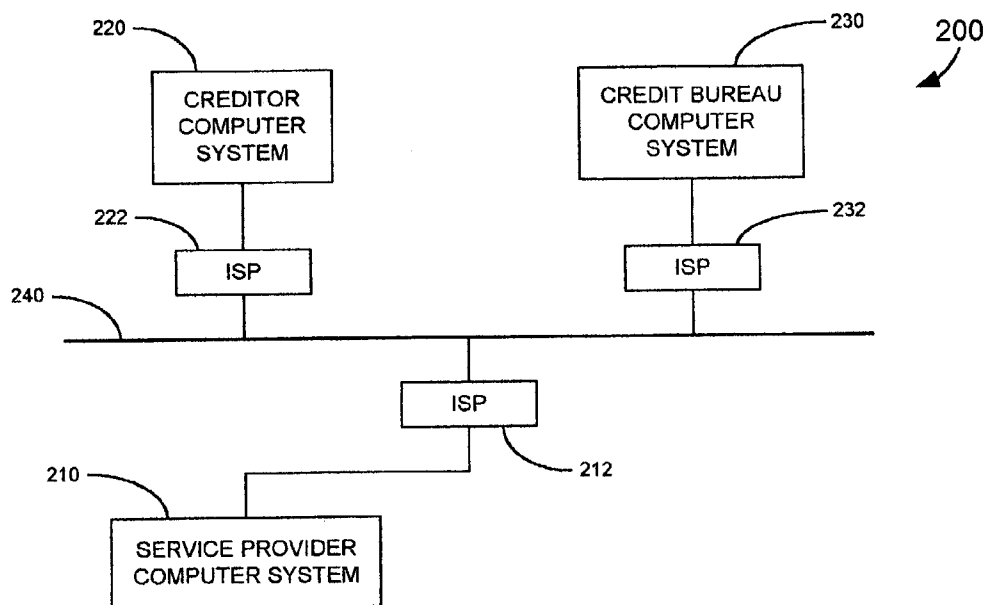 220
230
200
CREDITOR
COMPUTER
SYSTEM
CREDIT BUREAU
COMPUTER
SYSTEM
222
232
ISP
ISP
240
ISP
212
210
SERVICE PROVIDER
COMPUTER SYSTEM